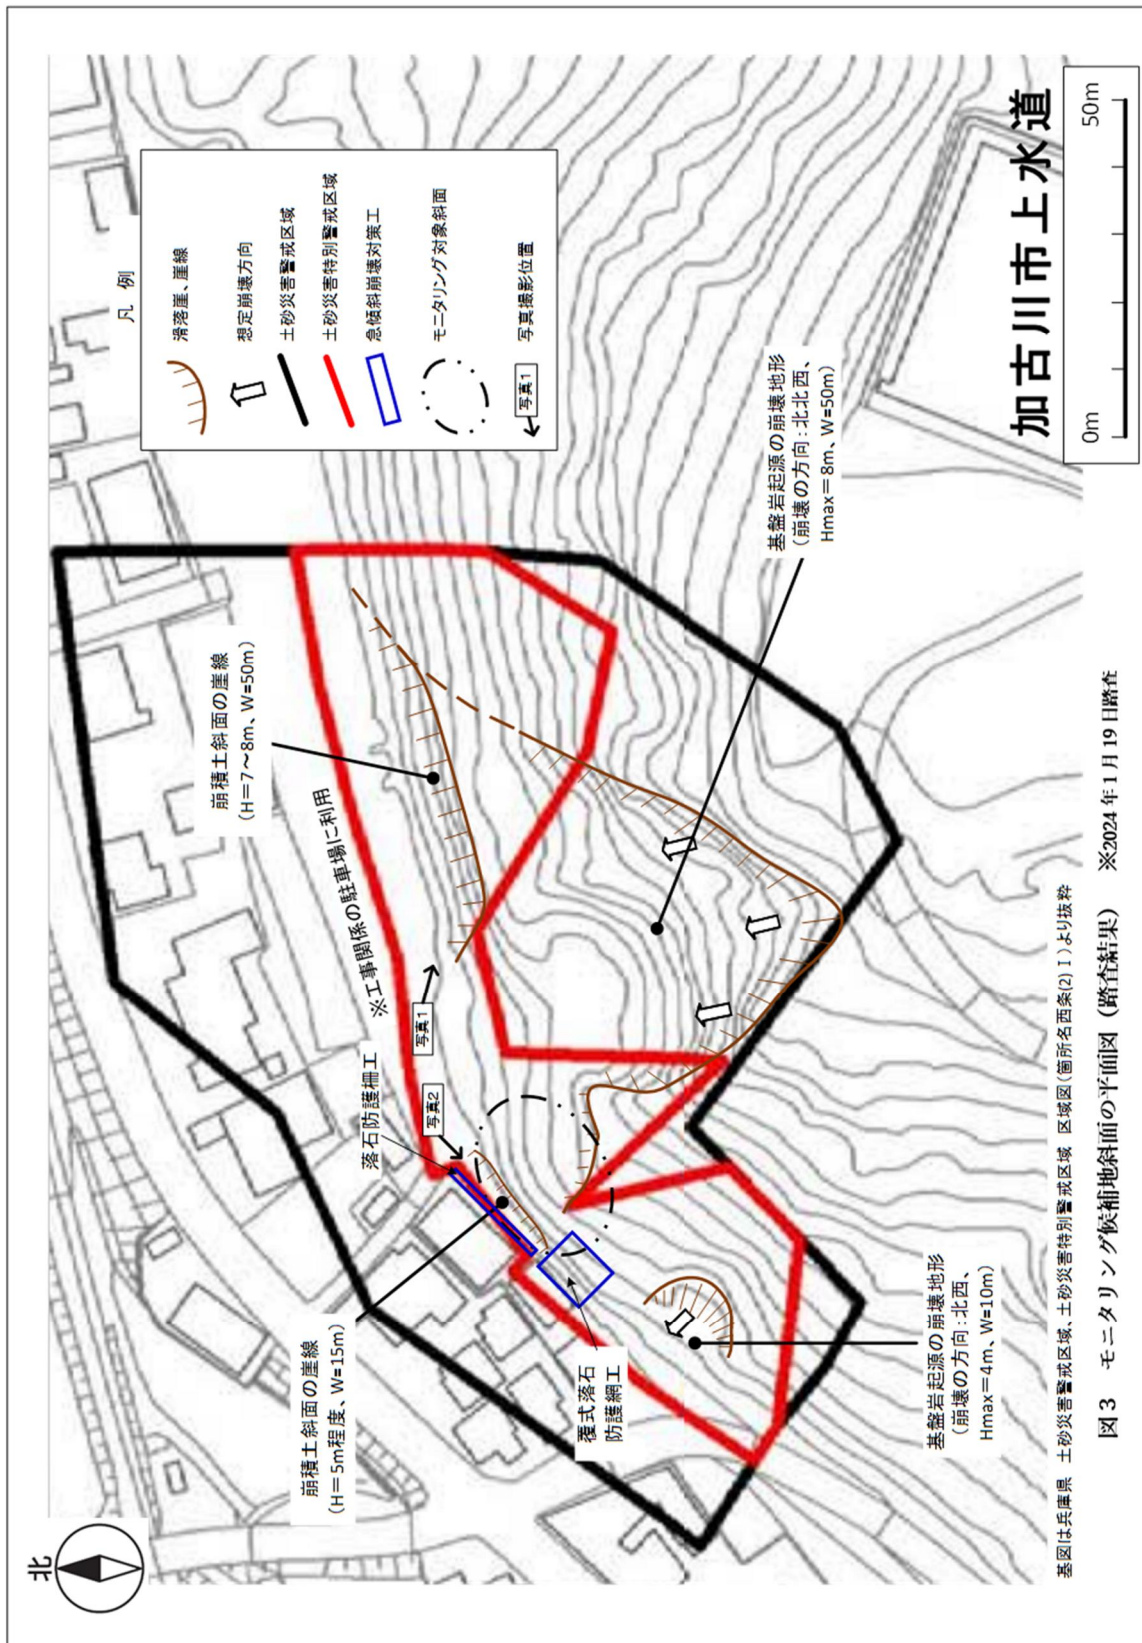 北
凡 例
滑落崖、崖線
想定崩壊方向
土砂災害警戒区域
土砂災害特別警戒区域
急傾斜崩壊対策工
モニタリング対象斜面
写真1
写真撮影位置
崩積土斜面の崖線
(H=7～8m、W=50m)
※工事関係の駐車場に利用
写真1
写真2
落石防護柵工
崩積土斜面の崖線
(H=5m程度、W=15m)
覆式落石
防護網工
基盤岩起源の崩壊地形
(崩壊の方向:北北西、
Hmax=8m、W=50m)
基盤岩起源の崩壊地形
(崩壊の方向:北西、
Hmax=4m、W=10m)
加古川市上水道
0m
50m
基図は兵庫県 土砂災害警戒区域、土砂災害特別警戒区域 区域図(箇所名西条(2)Ⅰ)より抜粋
図3 モニタリング候補地斜面の平面図（踏査結果） ※2024年1月19日踏査